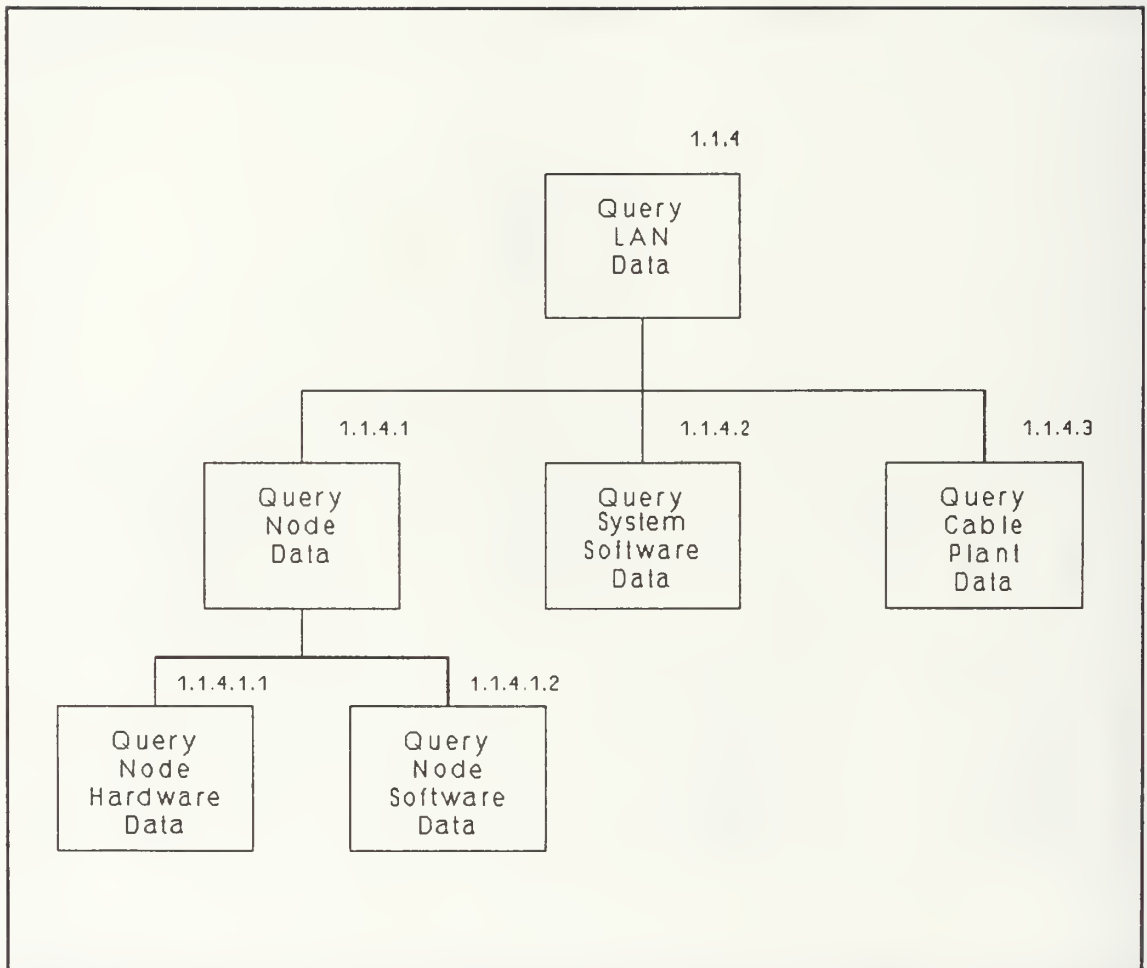 1.1.4
Query
LAN
Data
1.1.4.1
1.1.4.2
1.1.4.3
Query
Node
Data
Query
System
Software
Data
Query
Cable
Plant
Data
1.1.4.1.1
1.1.4.1.2
Query
Node
Hardware
Data
Query
Node
Software
Data